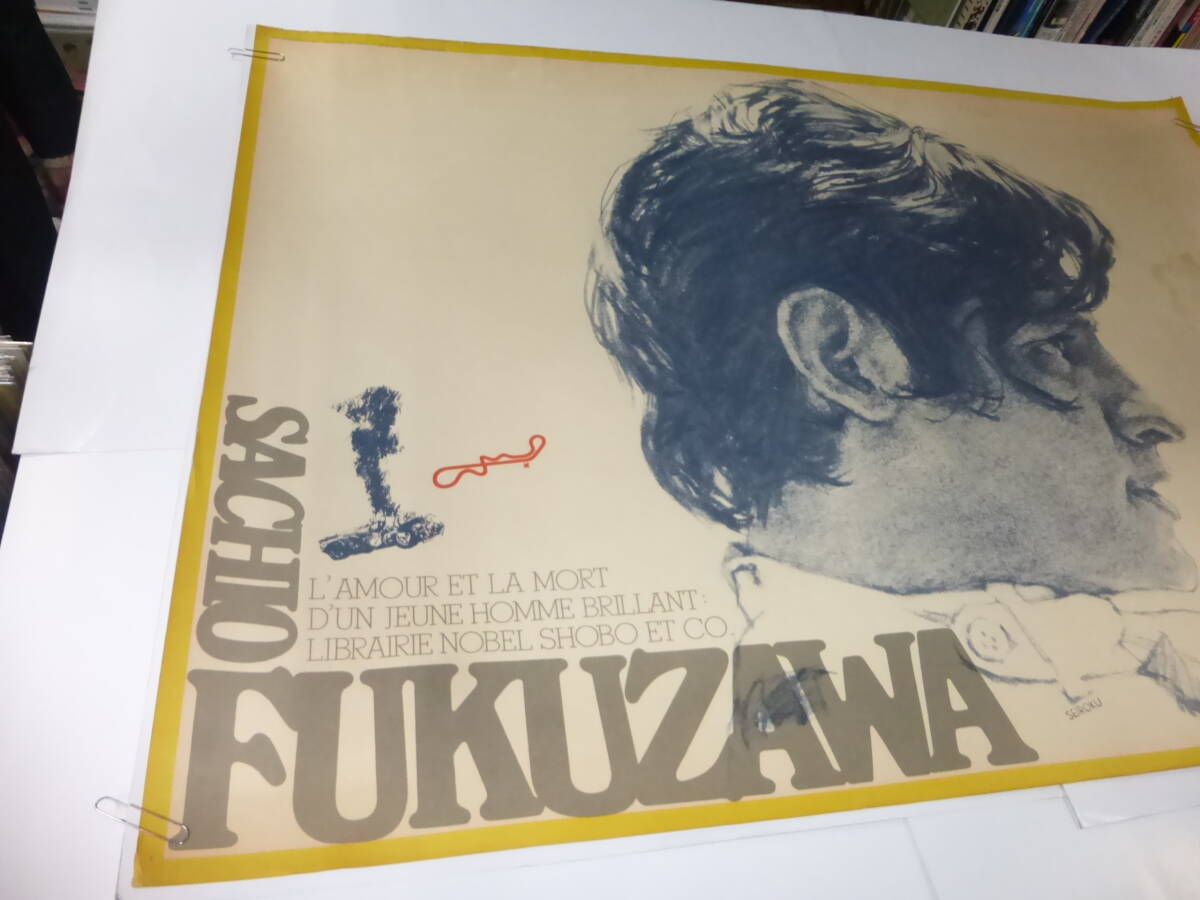 SACHIO
L'AMOUR ET LA MORT
D'UN JEUNE HOMME BRILLANT:
LIBRAIRIE NOBEL SHOBO ET CO.
FUKUZAWA
SEIROKU